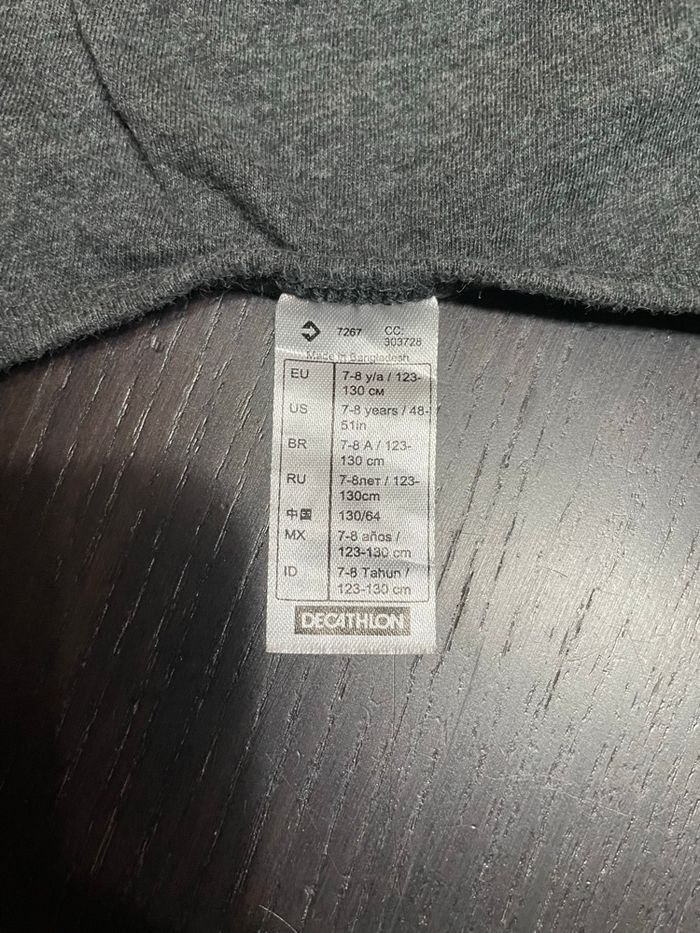 7267 CC:
303728
Made in Bangladesh
EU 7-8 y/a / 123-
130 см
US 7-8 years / 48-
51in
BR 7-8 A / 123-
130 cm
RU 7-8лет / 123-
130cm
中国 130/64
MX 7-8 años /
123-130 cm
ID 7-8 Tahun /
123-130 cm
DECATHLON